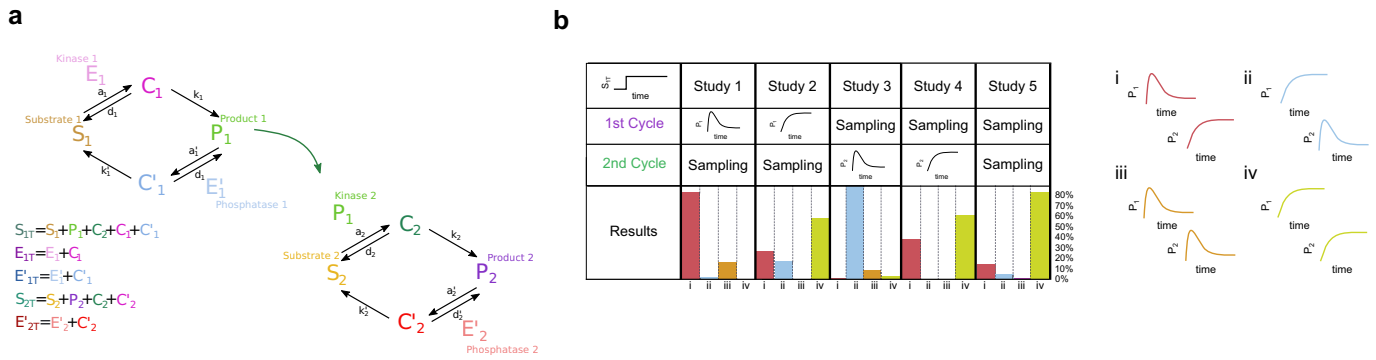 a
Kinase 1
E₁
C₁
a₁
d₁
k₁
Substrate 1
S₁
Product 1
P₁
a'₁
d₁
k'₁
C'₁
E'₁
Phosphatase 1
Kinase 2
P₁
C₂
a₂
d₂
k₂
Substrate 2
S₂
Product 2
P₂
a'₂
d'₂
k'₂
C'₂
E'₂
Phosphatase 2
S₁T=S₁+P₁+C₂+C₁+C'₁
E₁T=E₁+C₁
E'₁T=E'₁+C'₁
S₂T=S₂+P₂+C₂+C'₂
E'₂T=E'₂+C'₂
b
S₁T
time
Study 1
Study 2
Study 3
Study 4
Study 5
1st Cycle
P₁
time
P₁
time
Sampling
Sampling
Sampling
2nd Cycle
Sampling
Sampling
P₂
time
P₂
time
Sampling
Results
80%
70%
60%
50%
40%
30%
20%
10%
0%
i ii iii iv i ii iii iv i ii iii iv i ii iii iv i ii iii iv
i
P₁
time
P₂
time
ii
P₁
time
P₂
time
iii
P₁
time
P₂
time
iv
P₁
time
P₂
time